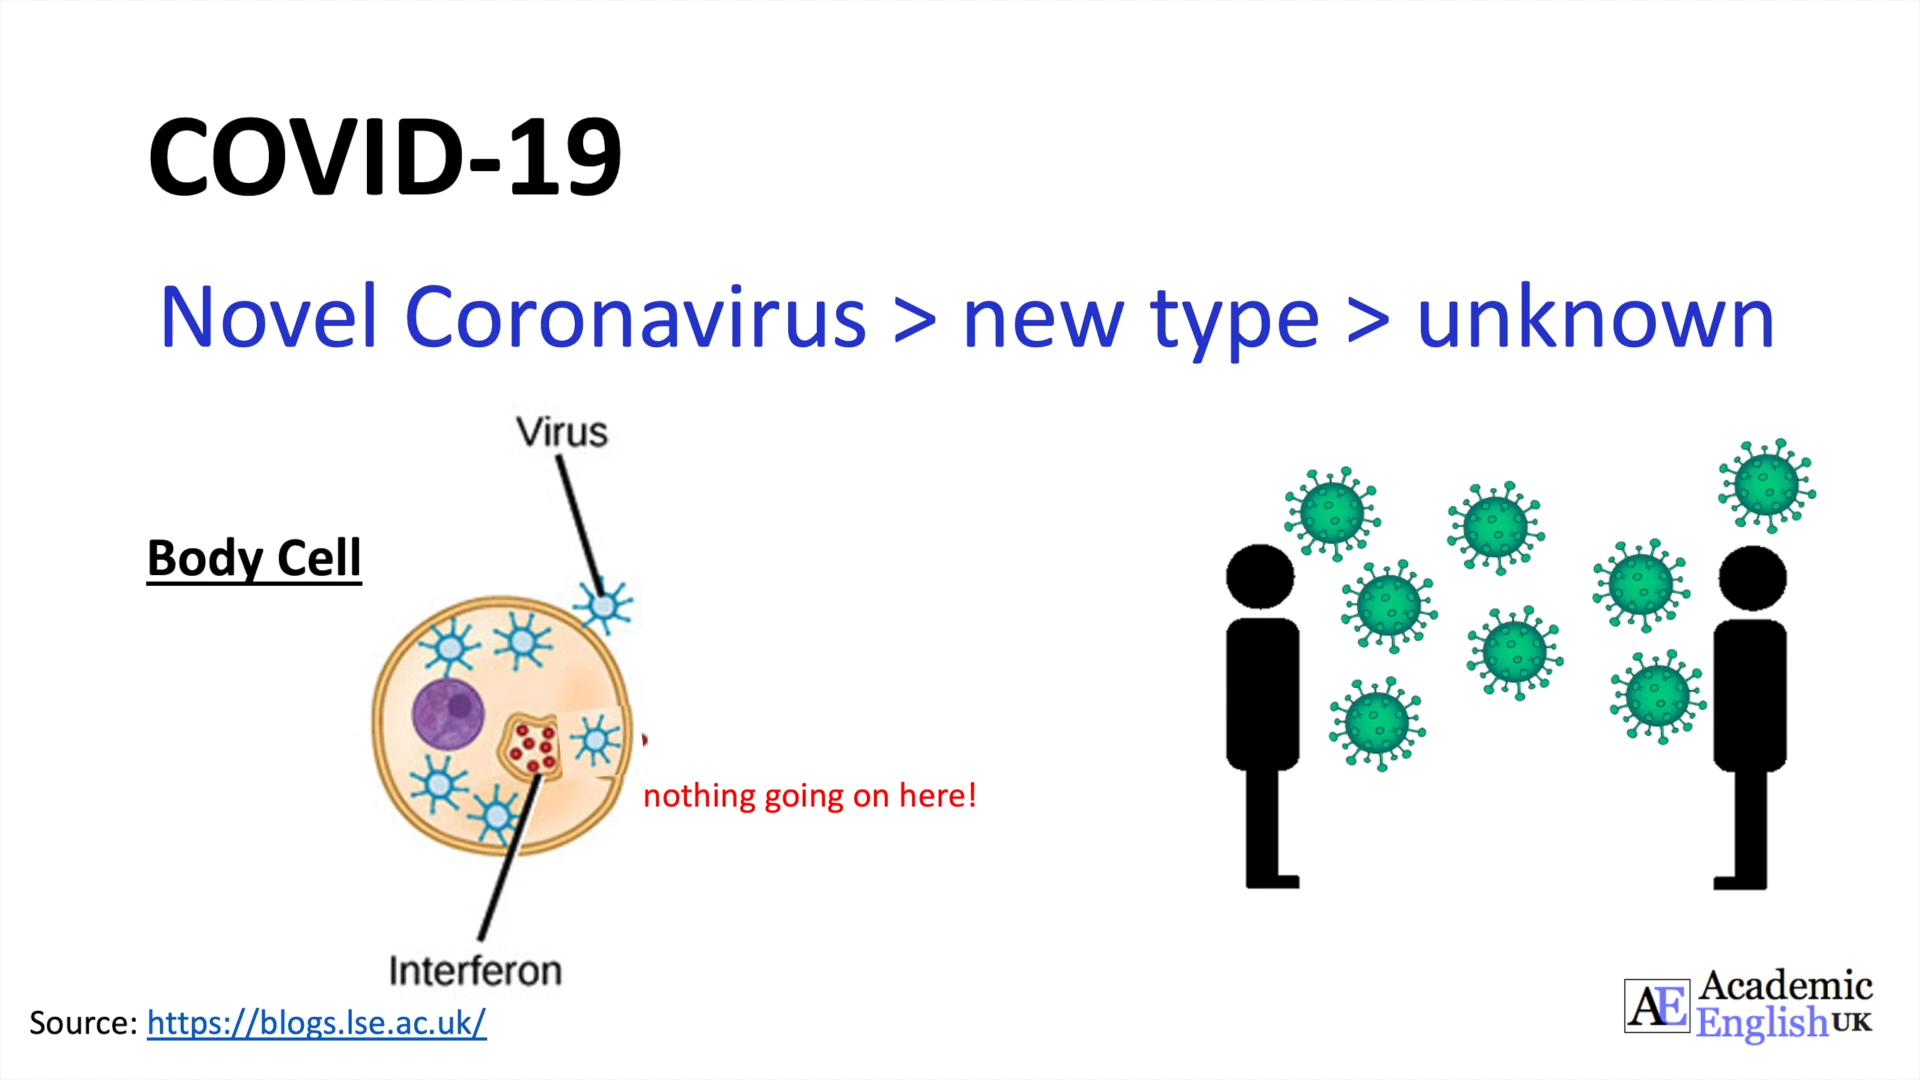 COVID-19
Novel Coronavirus > new type > unknown
Virus
Body Cell
nothing going on here!
Interferon
Source: https://blogs.lse.ac.uk/
AE Academic
English UK